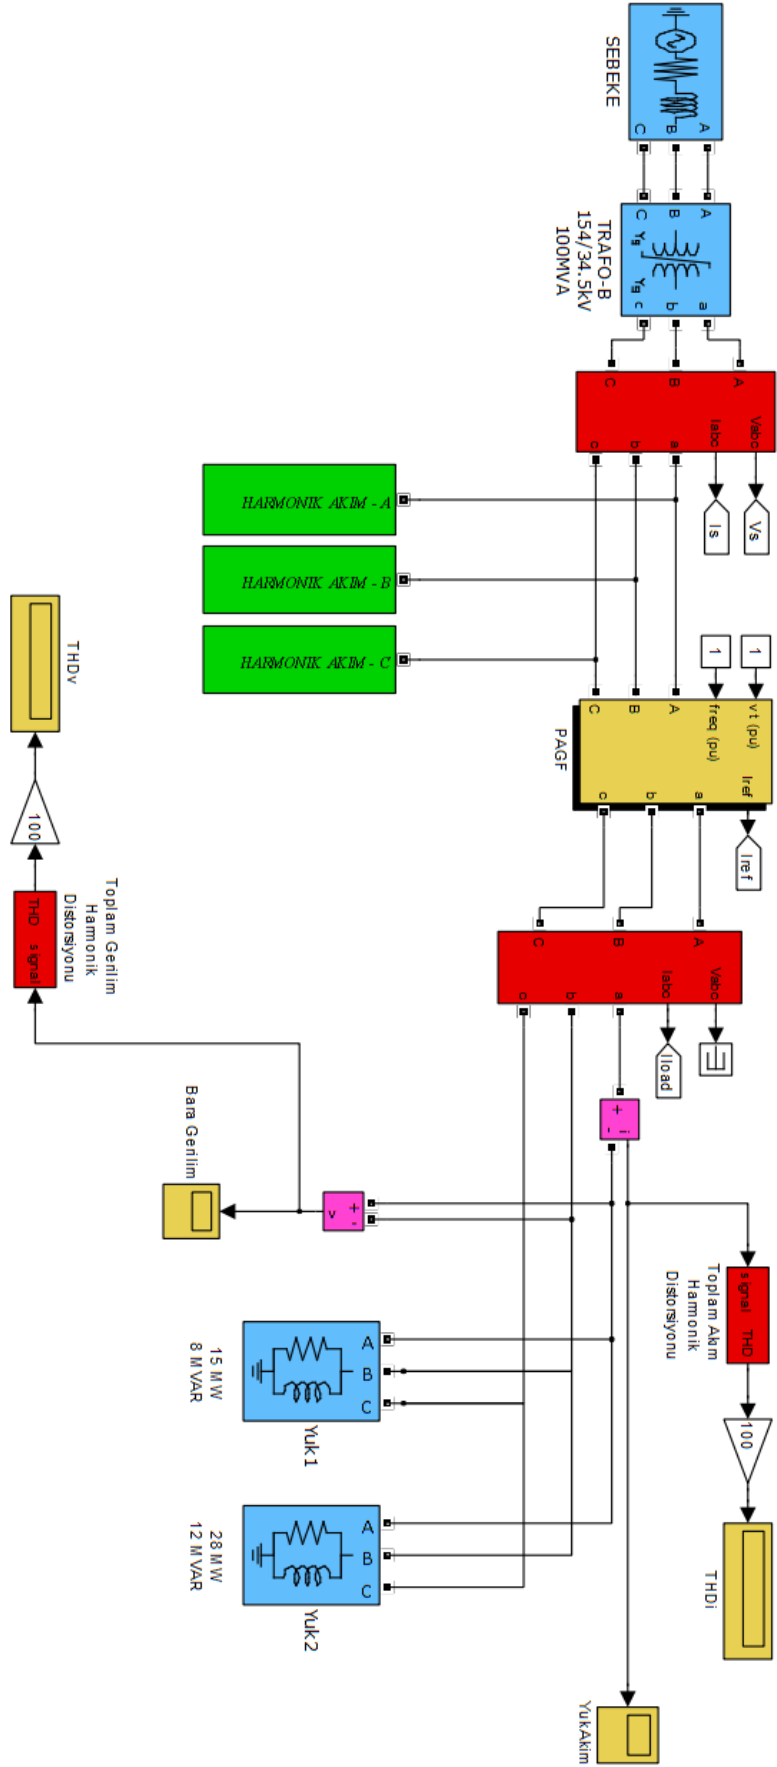 SEBEKE
A
B
C
A
B
C
Yg
Yg
a
b
c
TRAFO-B
154/34.5kV
100MVA
A
B
C
Vabc
Iabc
a
b
c
Vs
Is
HARMONIK AKIM - A
HARMONIK AKIM - B
HARMONIK AKIM - C
1
1
vt (pu)
freq (pu)
A
B
C
Iref
a
b
c
PAGF
Iref
A
B
C
Vabc
Iabc
a
b
c
Iload
i
+
-
+
-
v
signal THD
Toplam Akım
Harmonik
Distorsiyonu
100
THDi
YukAkim
Bara Gerilim
THD signal
Toplam Gerilim
Harmonik
Distorsiyonu
100
THDv
A
B
C
Yuk1
15 MW
8 MVAR
A
B
C
Yuk2
28 MW
12 MVAR